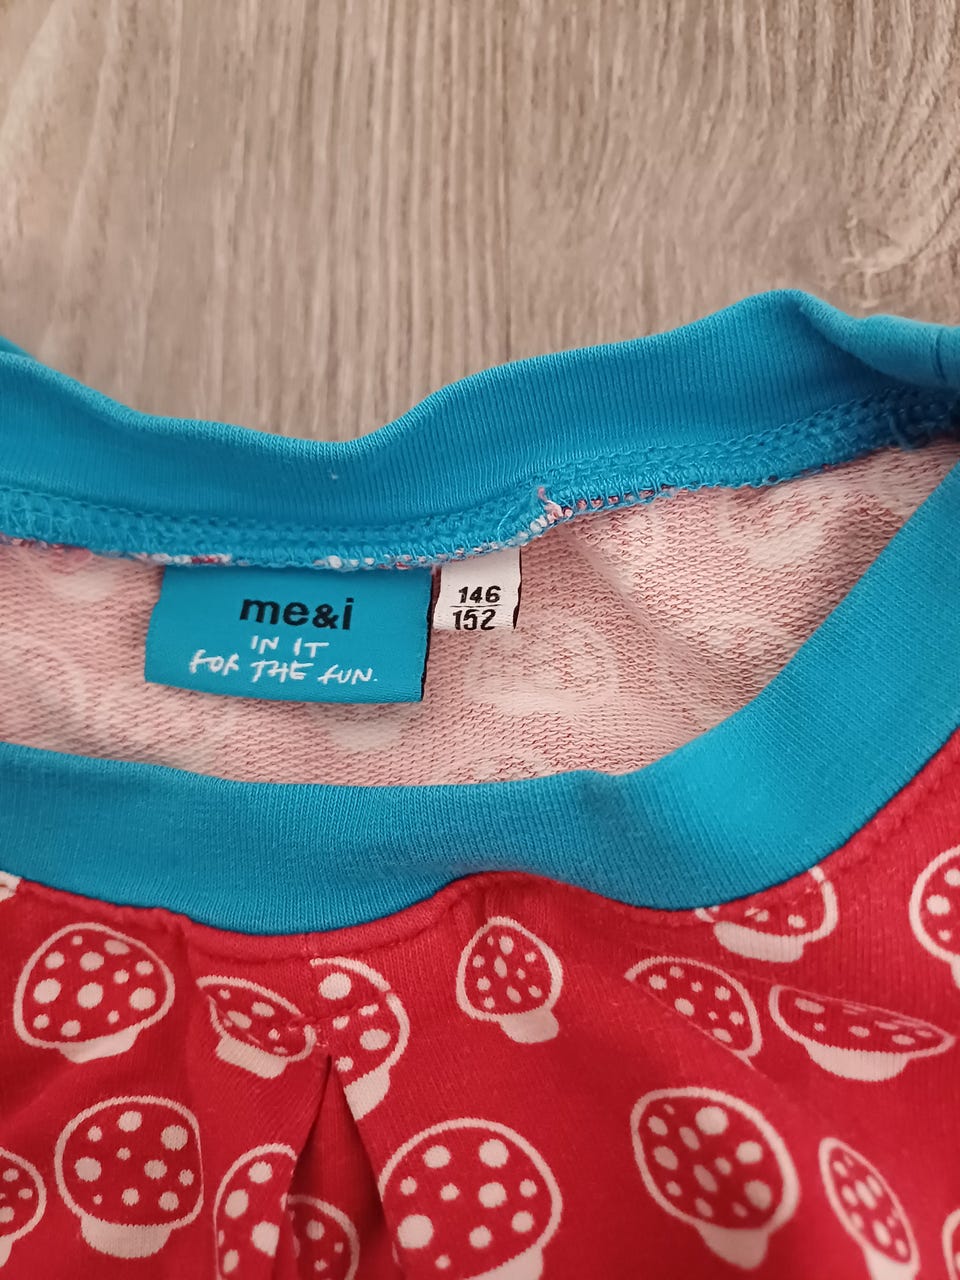 me&i
IN IT
FOR THE FUN.
146
152